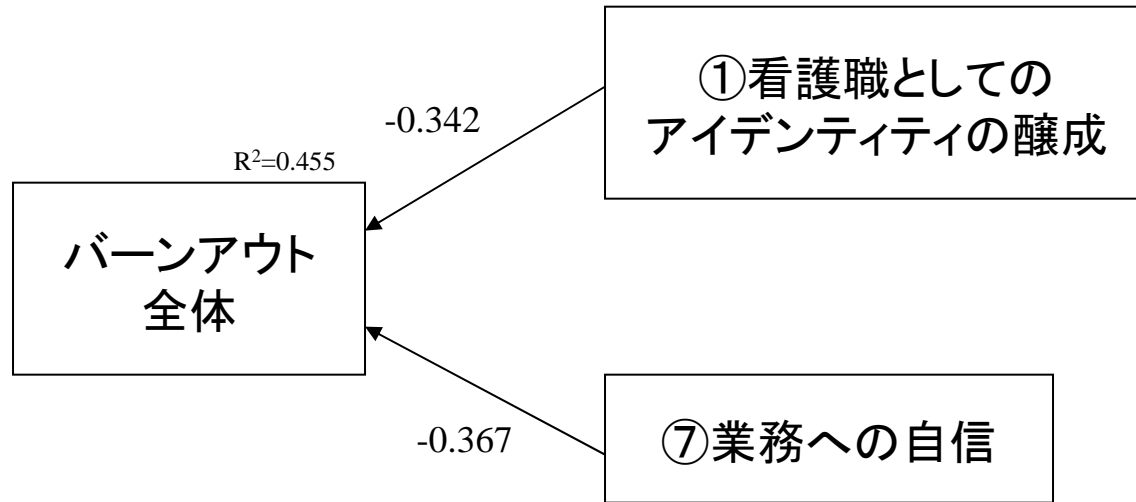 ①看護職としての
アイデンティティの醸成
-0.342
R²=0.455
バーンアウト
全体
-0.367
⑦業務への自信